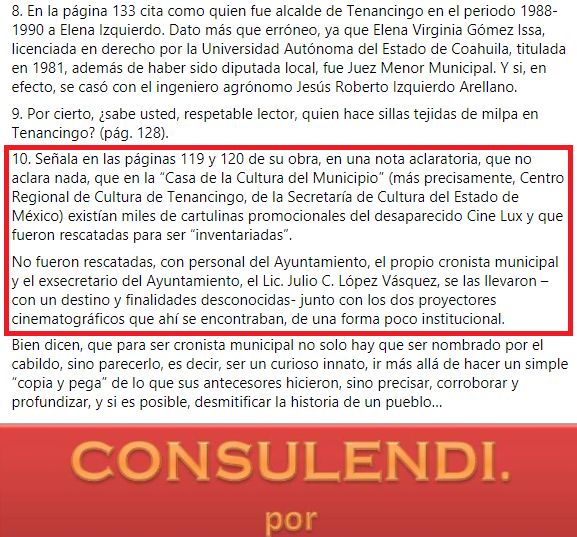 8. En la página 133 cita como quien fue alcalde de Tenancingo en el periodo 1988-
1990 a Elena Izquierdo. Dato más que erróneo, ya que Elena Virginia Gómez Issa,
licenciada en derecho por la Universidad Autónoma del Estado de Coahuila, titulada
en 1981, además de haber sido diputada local, fue Juez Menor Municipal. Y si, en
efecto, se casó con el ingeniero agrónomo Jesús Roberto Izquierdo Arellano.
9. Por cierto, ¿sabe usted, respetable lector, quien hace sillas tejidas de milpa en
Tenancingo? (pág. 128).
10. Señala en las páginas 119 y 120 de su obra, en una nota aclaratoria, que no
aclara nada, que en la “Casa de la Cultura del Municipio” (más precisamente, Centro
Regional de Cultura de Tenancingo, de la Secretaría de Cultura del Estado de
México) existían miles de cartulinas promocionales del desaparecido Cine Lux y que
fueron rescatadas para ser “inventariadas”.
No fueron rescatadas, con personal del Ayuntamiento, el propio cronista municipal
y el exsecretario del Ayuntamiento, el Lic. Julio C. López Vásquez, se las llevaron –
con un destino y finalidades desconocidas- junto con los dos proyectores
cinematográficos que ahí se encontraban, de una forma poco institucional.
Bien dicen, que para ser cronista municipal no solo hay que ser nombrado por el
cabildo, sino parecerlo, es decir, ser un curioso innato, ir más allá de hacer un simple
“copia y pega” de lo que sus antecesores hicieron, sino precisar, corroborar y
profundizar, y si es posible, desmitificar la historia de un pueblo...
CONSULENDI.
por